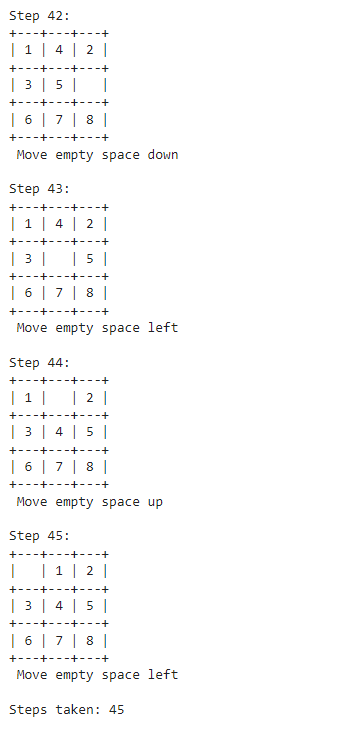 Step 42:
+---+---+---+
| 1 | 4 | 2 |
+---+---+---+
| 3 | 5 |   |
+---+---+---+
| 6 | 7 | 8 |
+---+---+---+
 Move empty space down
Step 43:
+---+---+---+
| 1 | 4 | 2 |
+---+---+---+
| 3 |   | 5 |
+---+---+---+
| 6 | 7 | 8 |
+---+---+---+
 Move empty space left
Step 44:
+---+---+---+
| 1 |   | 2 |
+---+---+---+
| 3 | 4 | 5 |
+---+---+---+
| 6 | 7 | 8 |
+---+---+---+
 Move empty space up
Step 45:
+---+---+---+
|   | 1 | 2 |
+---+---+---+
| 3 | 4 | 5 |
+---+---+---+
| 6 | 7 | 8 |
+---+---+---+
 Move empty space left
Steps taken: 45